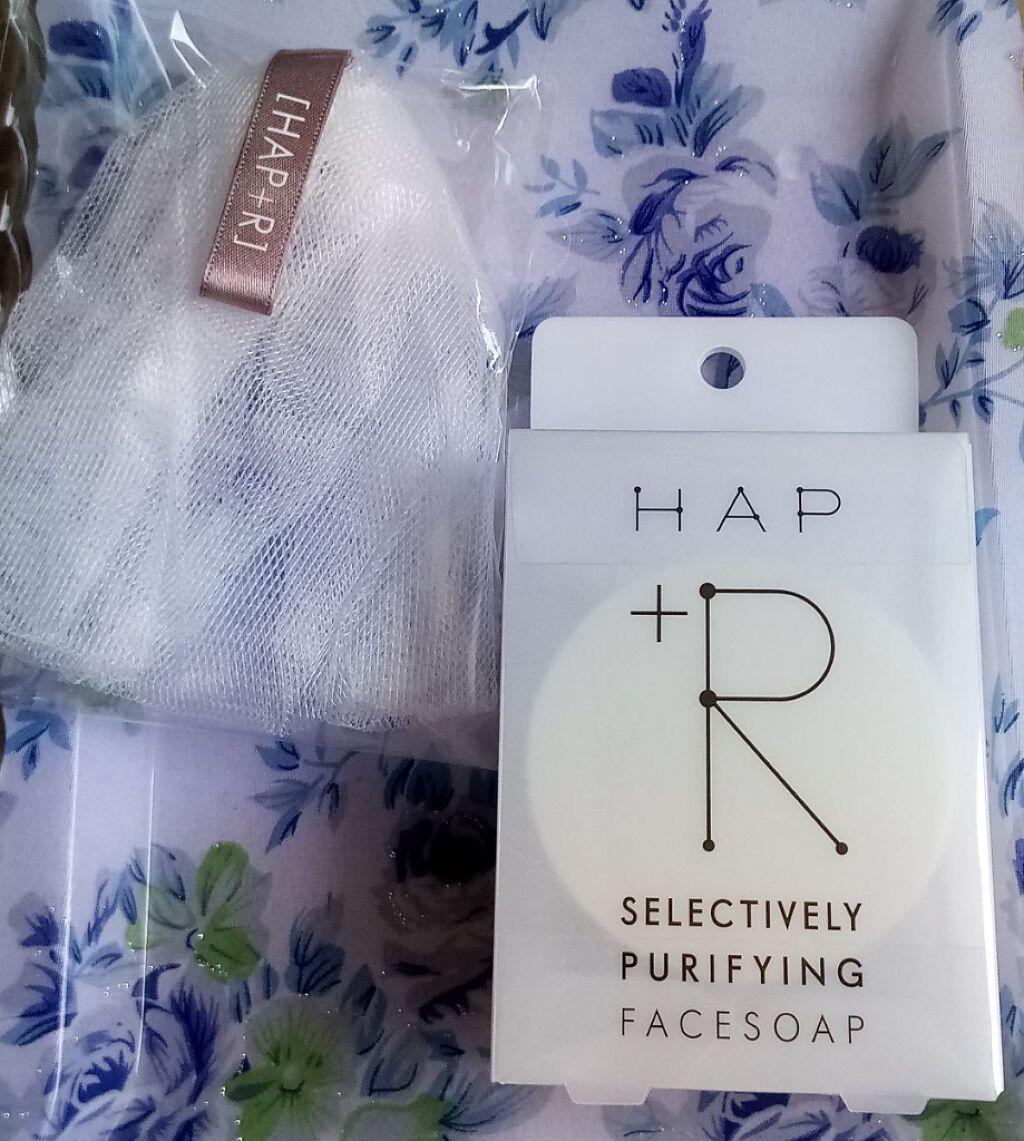 [HAP+R]
HAP
+R
SELECTIVELY
PURIFYING
FACESOAP